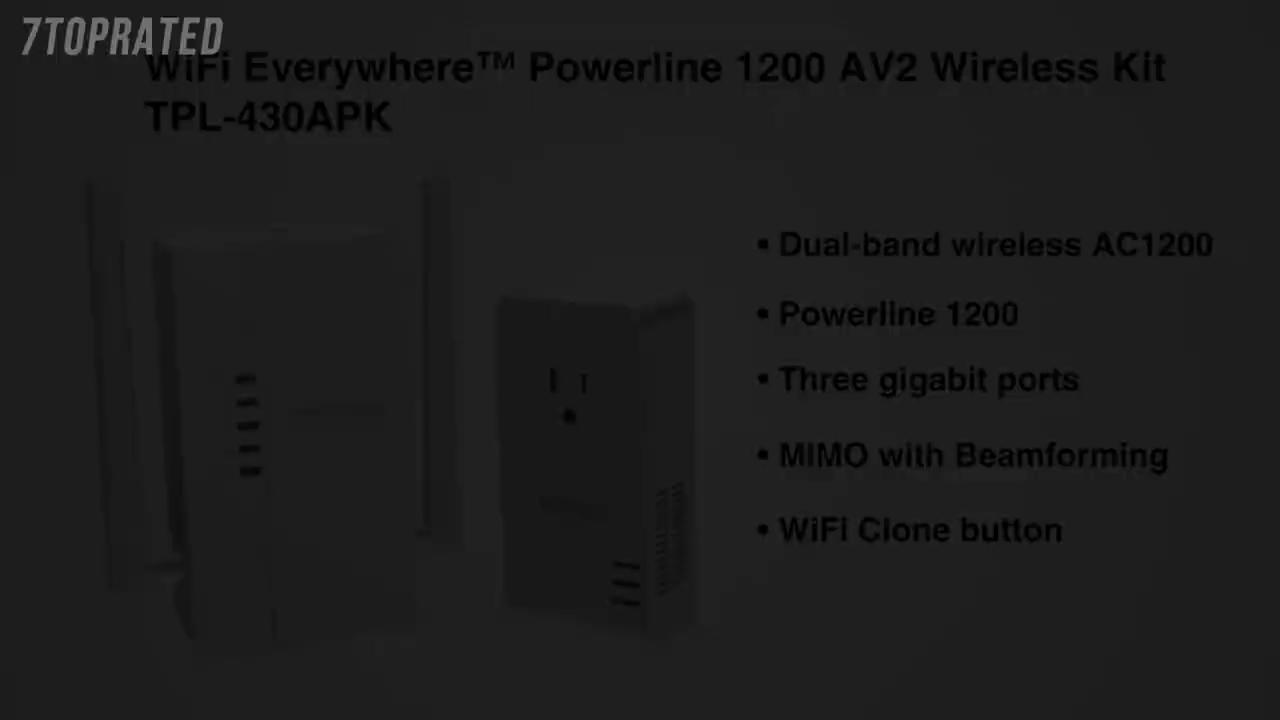 7TOPRATED
WiFi Everywhere™ Powerline 1200 AV2 Wireless Kit
TPL-430APK
• Dual-band wireless AC1200
• Powerline 1200
• Three gigabit ports
• MIMO with Beamforming
• WiFi Clone button